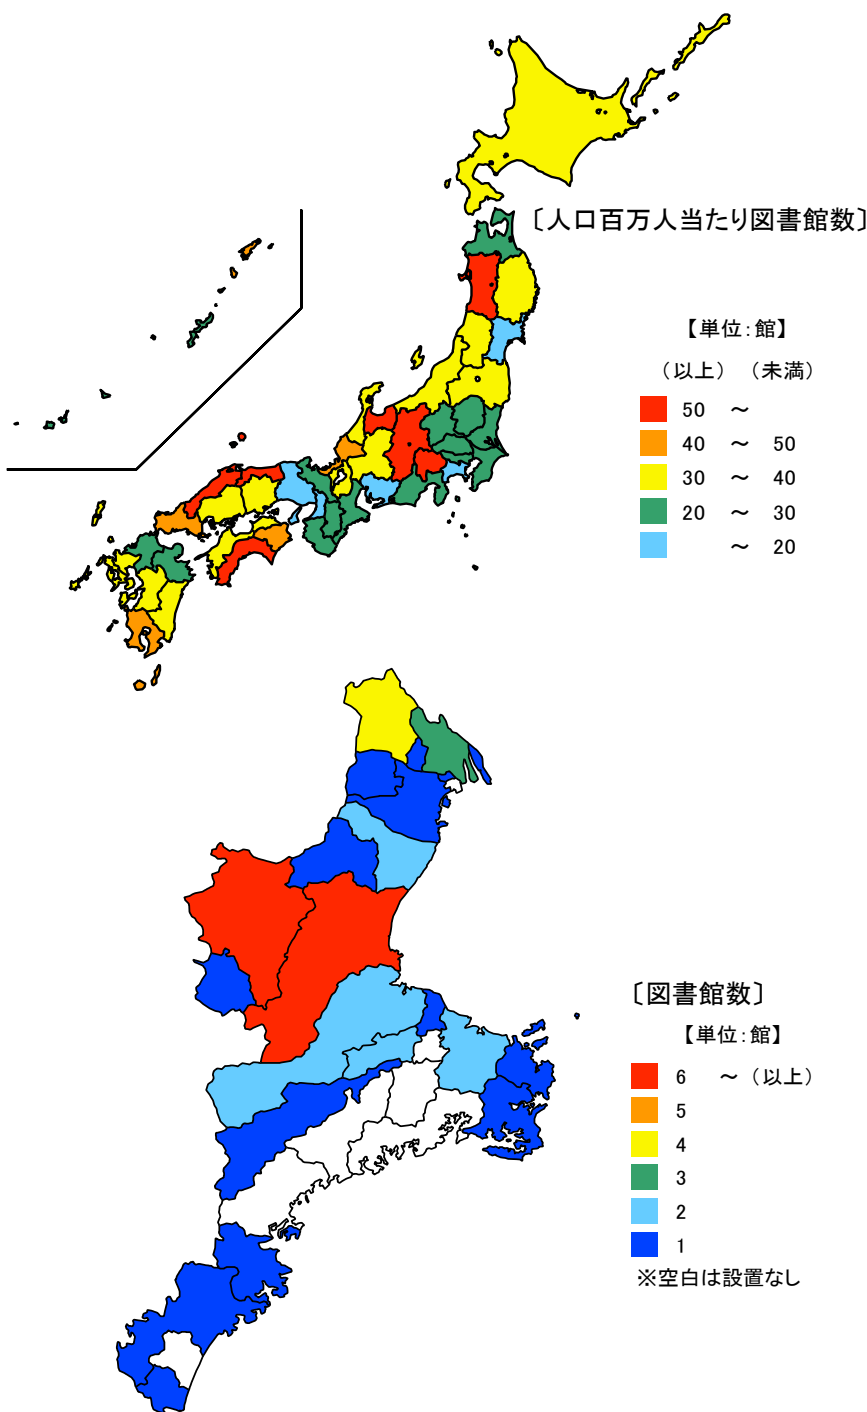 〔人口百万人当たり図書館数〕
【単位：館】
（以上） （未満）
50 ～
40 ～ 50
30 ～ 40
20 ～ 30
～ 20
〔図書館数〕
【単位：館】
6 ～（以上）
5
4
3
2
1
※空白は設置なし